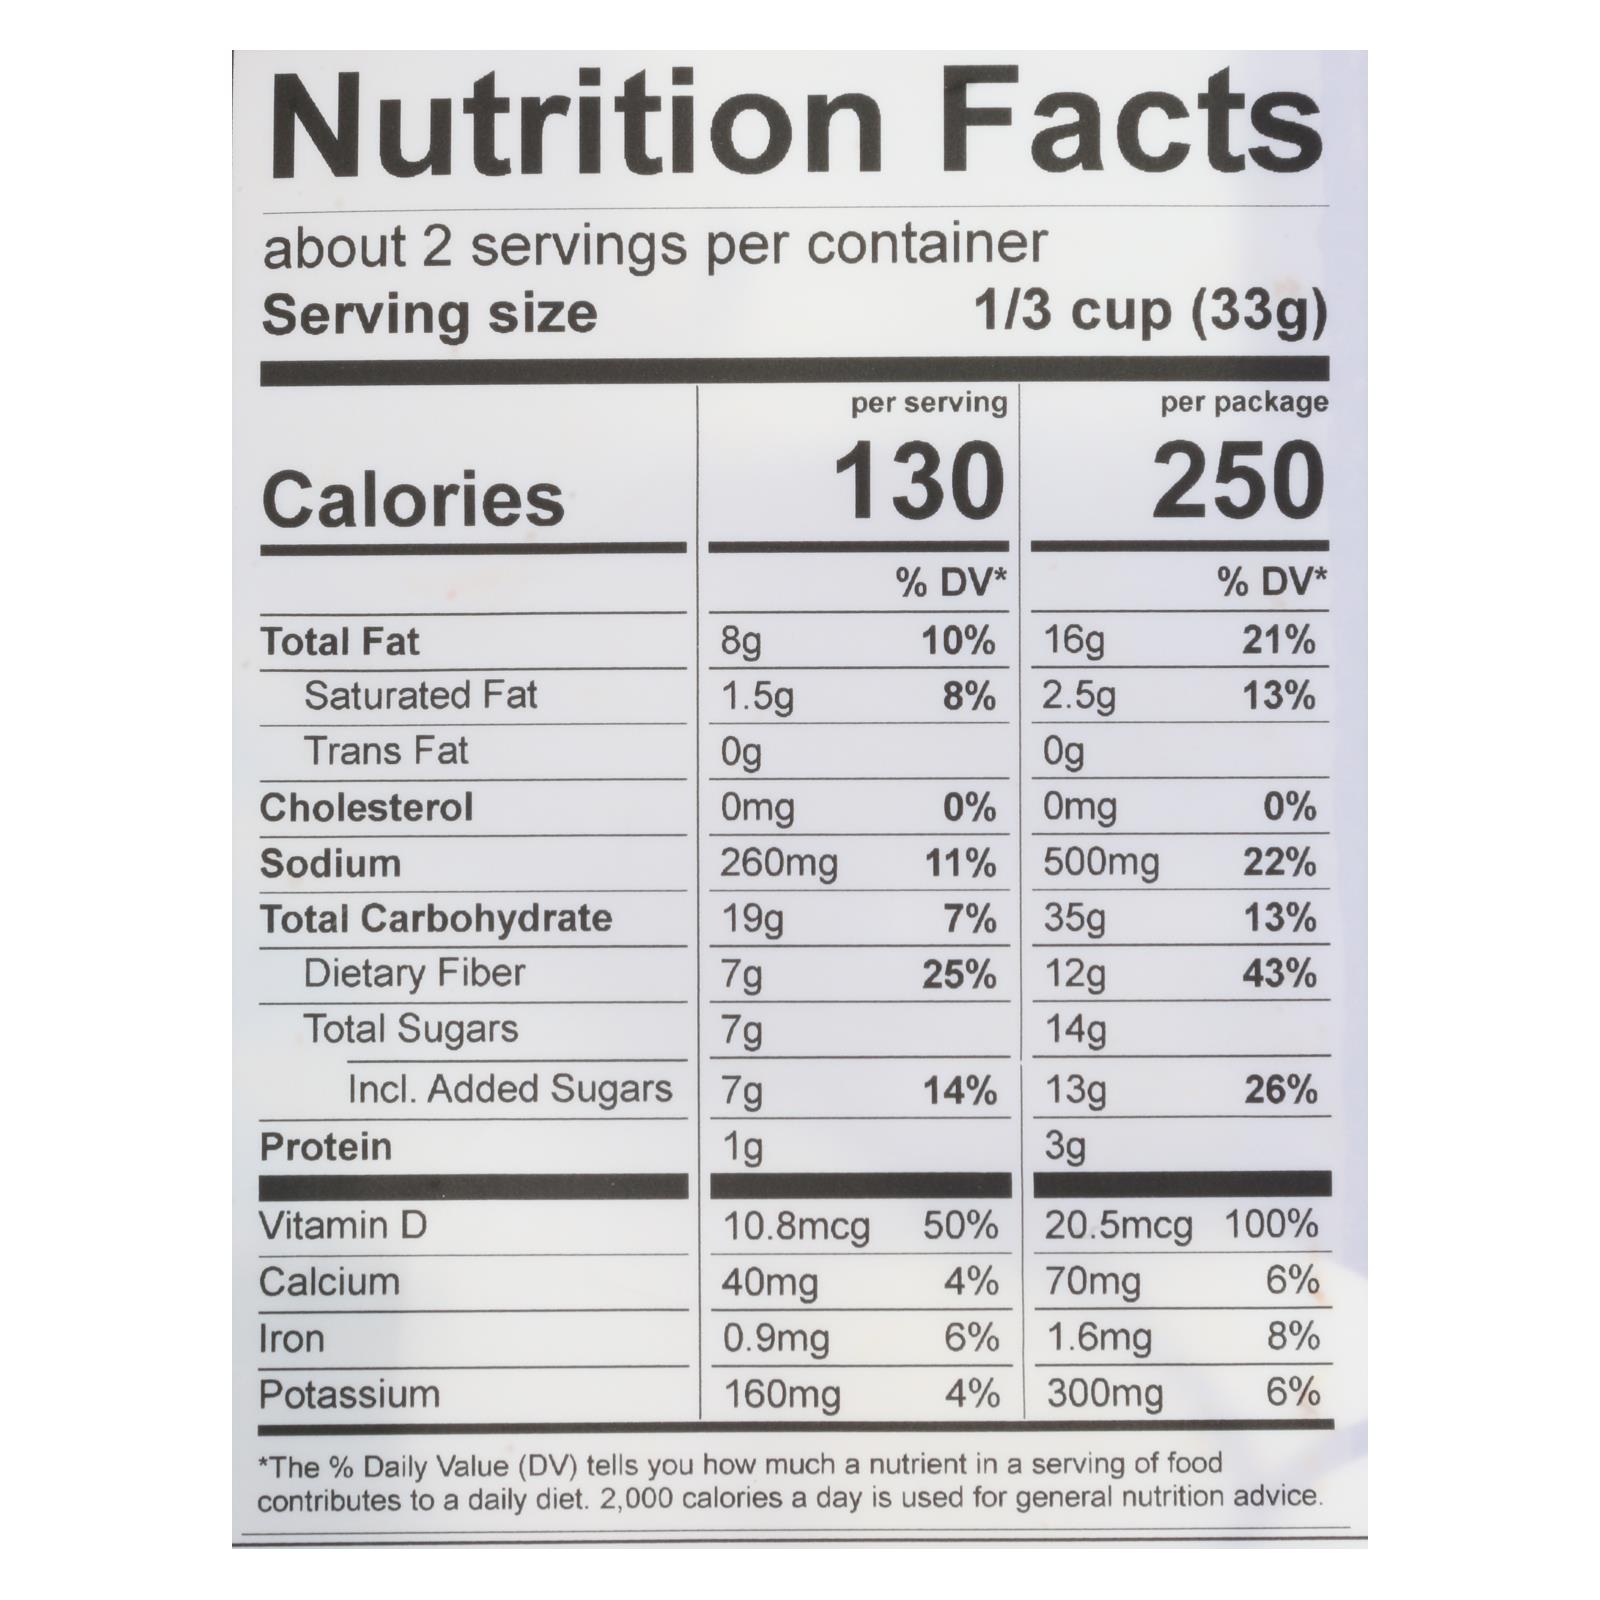 Nutrition Facts
about 2 servings per container
Serving size 1/3 cup (33g)
per serving per package
Calories 130 250
% DV* % DV*
Total Fat 8g 10% 16g 21%
Saturated Fat 1.5g 8% 2.5g 13%
Trans Fat 0g 0g
Cholesterol 0mg 0% 0mg 0%
Sodium 260mg 11% 500mg 22%
Total Carbohydrate 19g 7% 35g 13%
Dietary Fiber 7g 25% 12g 43%
Total Sugars 7g 14g
Incl. Added Sugars 7g 14% 13g 26%
Protein 1g 3g
Vitamin D 10.8mcg 50% 20.5mcg 100%
Calcium 40mg 4% 70mg 6%
Iron 0.9mg 6% 1.6mg 8%
Potassium 160mg 4% 300mg 6%
*The % Daily Value (DV) tells you how much a nutrient in a serving of food
contributes to a daily diet. 2,000 calories a day is used for general nutrition advice.